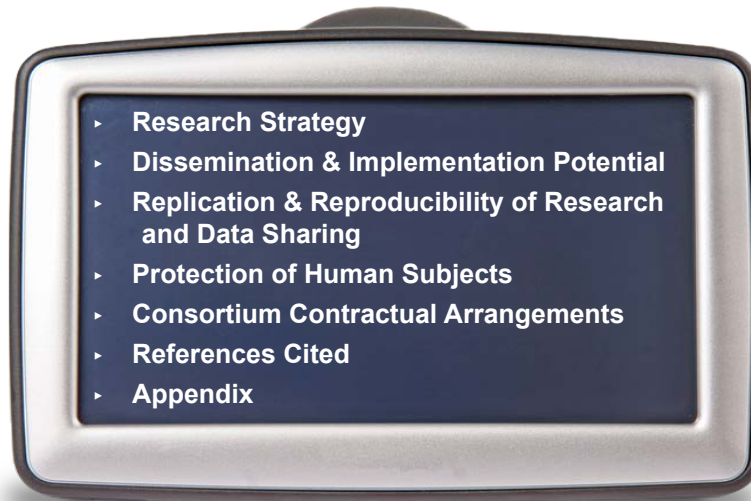 ▸ Research Strategy
▸ Dissemination & Implementation Potential
▸ Replication & Reproducibility of Research
and Data Sharing
▸ Protection of Human Subjects
▸ Consortium Contractual Arrangements
▸ References Cited
▸ Appendix